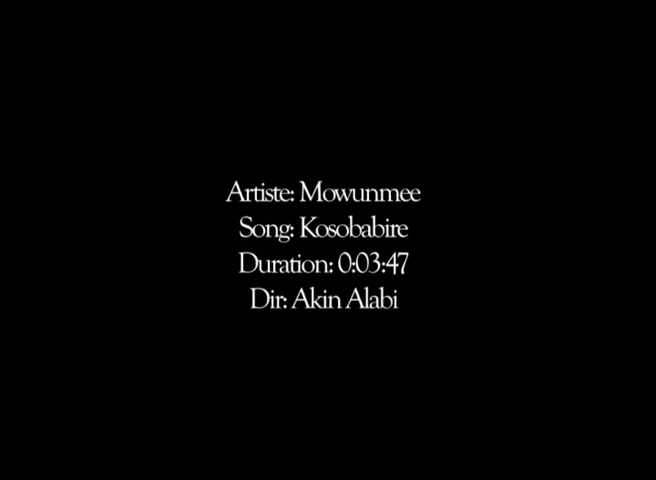 Artiste: Mowunmee
Song: Kosobabire
Duration: 0:03:47
Dir: Akin Alabi